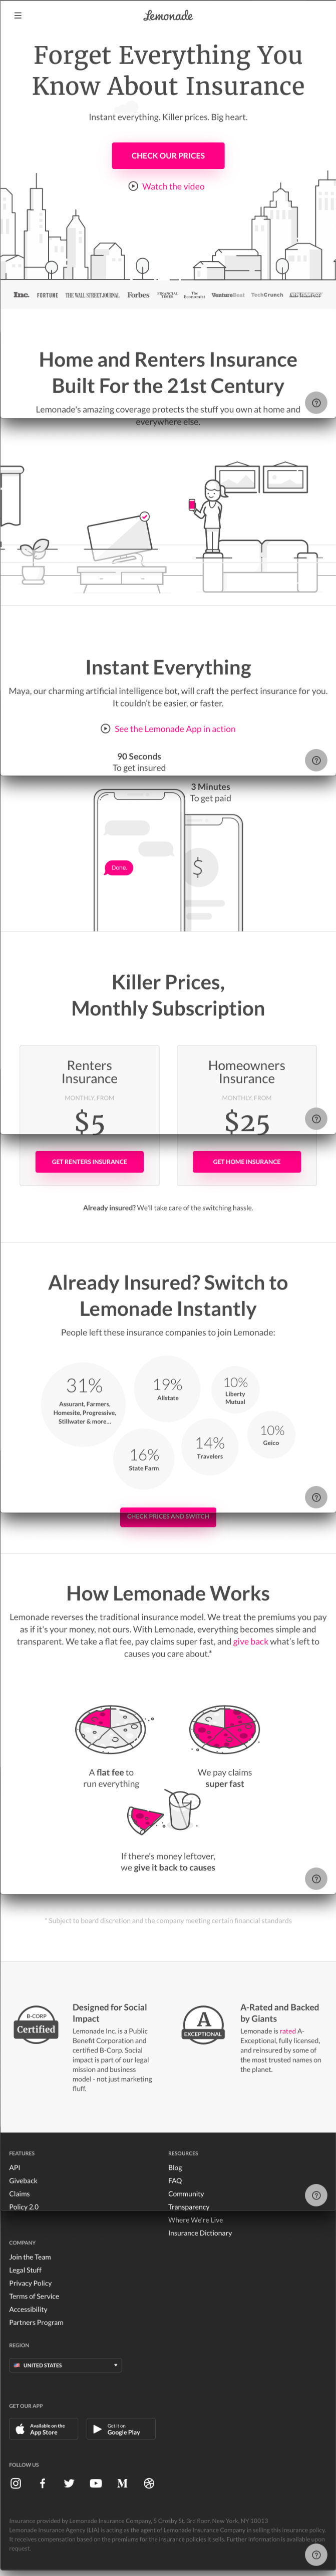 Lemonade
Forget Everything You
Know About Insurance
Instant everything. Killer prices. Big heart.
CHECK OUR PRICES
Watch the video
Inc. FORTUNE THE WALL STREET JOURNAL Forbes FINANCIAL TIMES The Economist VentureBeat TechCrunch
Home and Renters Insurance
Built For the 21st Century
Lemonade's amazing coverage protects the stuff you own at home and
everywhere else.
Instant Everything
Maya, our charming artificial intelligence bot, will craft the perfect insurance for you.
It couldn't be easier, or faster.
See the Lemonade App in action
90 Seconds
To get insured
3 Minutes
To get paid
Done.
$
Killer Prices,
Monthly Subscription
Renters
Insurance
MONTHLY, FROM
$5
GET RENTERS INSURANCE
Homeowners
Insurance
MONTHLY, FROM
$25
GET HOME INSURANCE
Already insured? We'll take care of the switching hassle.
Already Insured? Switch to
Lemonade Instantly
People left these insurance companies to join Lemonade:
31%
Assurant, Farmers,
Homesite, Progressive,
Stillwater & more...
19%
Allstate
10%
Liberty
Mutual
16%
State Farm
14%
Travelers
10%
Geico
CHECK PRICES AND SWITCH
How Lemonade Works
Lemonade reverses the traditional insurance model. We treat the premiums you pay
as if it's your money, not ours. With Lemonade, everything becomes simple and
transparent. We take a flat fee, pay claims super fast, and give back what's left to
causes you care about.*
A flat fee to
run everything
We pay claims
super fast
If there's money leftover,
we give it back to causes
* Subject to board discretion and the company meeting certain financial standards
B-CORP
Certified
Designed for Social
Impact
Lemonade Inc. is a Public
Benefit Corporation and
certified B-Corp. Social
impact is part of our legal
mission and business
model - not just marketing
fluff.
A
EXCEPTIONAL
A-Rated and Backed
by Giants
Lemonade is rated A-
Exceptional, fully licensed,
and reinsured by some of
the most trusted names on
the planet.
FEATURES
API
Giveback
Claims
Policy 2.0
RESOURCES
Blog
FAQ
Community
Transparency
Where We're Live
Insurance Dictionary
COMPANY
Join the Team
Legal Stuff
Privacy Policy
Terms of Service
Accessibility
Partners Program
REGION
UNITED STATES
GET OUR APP
Available on the
App Store
Get it on
Google Play
FOLLOW US
Insurance provided by Lemonade Insurance Company, 5 Crosby St. 3rd floor, New York, NY 10013
Lemonade Insurance Agency (LIA) is acting as the agent of Lemonade Insurance Company in selling this insurance policy.
It receives compensation based on the premiums for the insurance policies it sells. Further information is available upon
request.